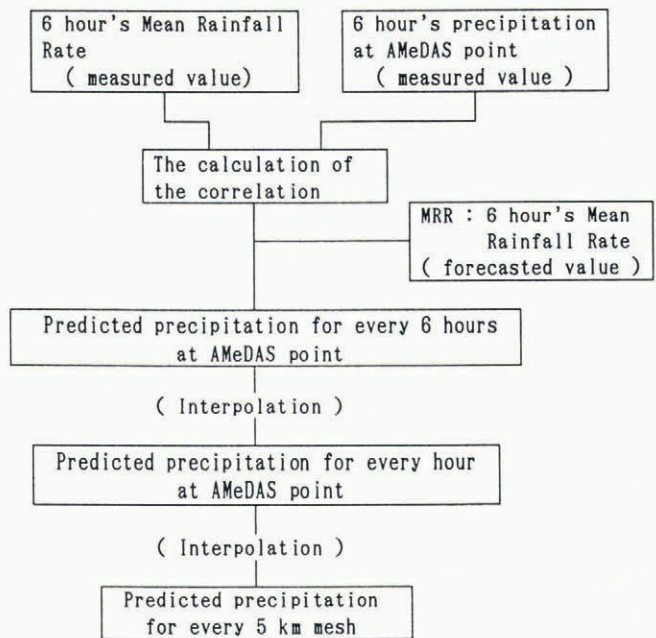 6 hour's Mean Rainfall
Rate
( measured value)
6 hour's precipitation
at AMeDAS point
( measured value )
The calculation of
the correlation
MRR : 6 hour's Mean
Rainfall Rate
( forecasted value )
Predicted precipitation for every 6 hours
at AMeDAS point
( Interpolation )
Predicted precipitation for every hour
at AMeDAS point
( Interpolation )
Predicted precipitation
for every 5 km mesh